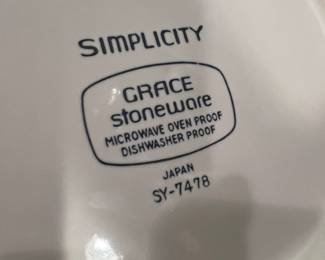 SIMPLICITY
GRACE
stoneware
MICROWAVE OVEN PROOF
DISHWASHER PROOF
JAPAN
SY-7478